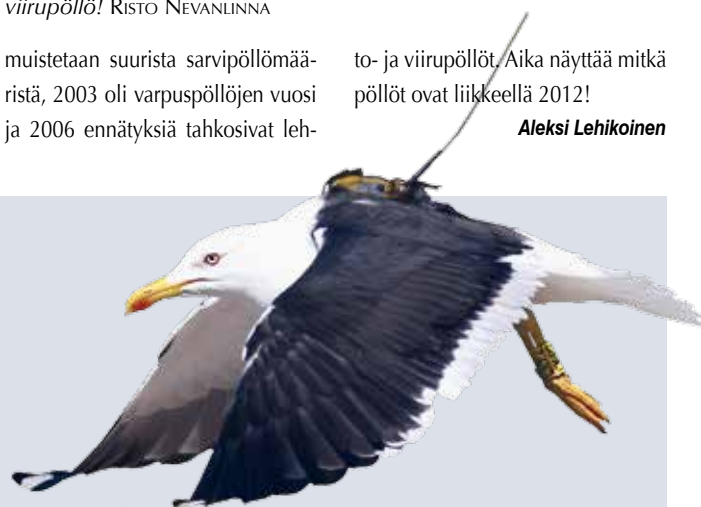 viirupöllö! RISTO NEVANLINNA
muistetaan suurista sarvipöllömää-
ristä, 2003 oli varpuspöllöjen vuosi
ja 2006 ennätyksiä tahkosivat leh-
to- ja viirupöllöt. Aika näyttää mitkä
pöllöt ovat liikkeellä 2012!
Aleksi Lehikoinen